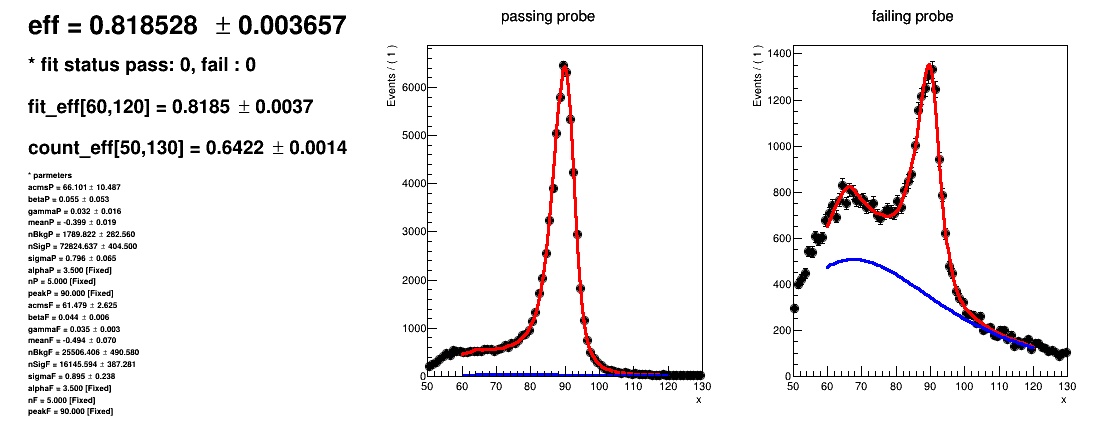 eff = 0.818528 ± 0.003657
* fit status pass: 0, fail : 0
fit_eff[60,120] = 0.8185 ± 0.0037
count_eff[50,130] = 0.6422 ± 0.0014
* parmeters
acmsP = 66.101 ± 10.487
betaP = 0.055 ± 0.053
gammaP = 0.032 ± 0.016
meanP = -0.399 ± 0.019
nBkgP = 1789.822 ± 282.560
nSigP = 72824.637 ± 404.500
sigmaP = 0.796 ± 0.065
alphaP = 3.500 [Fixed]
nP = 5.000 [Fixed]
peakP = 90.000 [Fixed]
acmsF = 61.479 ± 2.625
betaF = 0.044 ± 0.006
gammaF = 0.035 ± 0.003
meanF = -0.494 ± 0.070
nBkgF = 25506.406 ± 490.580
nSigF = 16145.594 ± 387.281
sigmaF = 0.895 ± 0.238
alphaF = 3.500 [Fixed]
nF = 5.000 [Fixed]
peakF = 90.000 [Fixed]
passing probe
Events / ( 1 )
6000
5000
4000
3000
2000
1000
0
50 60 70 80 90 100 110 120 130
x
failing probe
Events / ( 1 )
1400
1200
1000
800
600
400
200
0
50 60 70 80 90 100 110 120 130
x